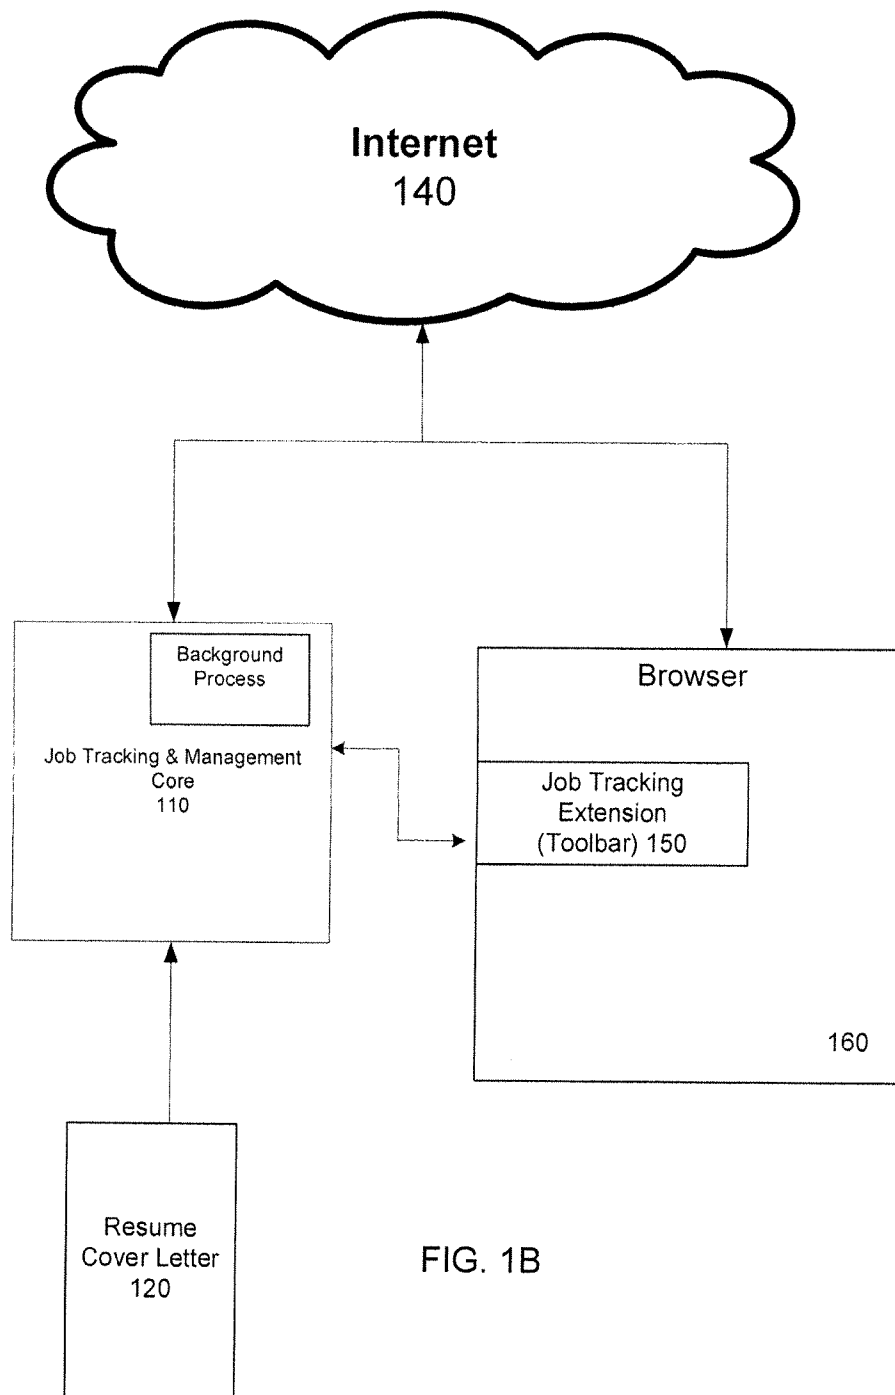 Internet
140
Background
Process
Job Tracking & Management
Core
110
Browser
Job Tracking
Extension
(Toolbar) 150
160
Resume
Cover Letter
120
FIG. 1B